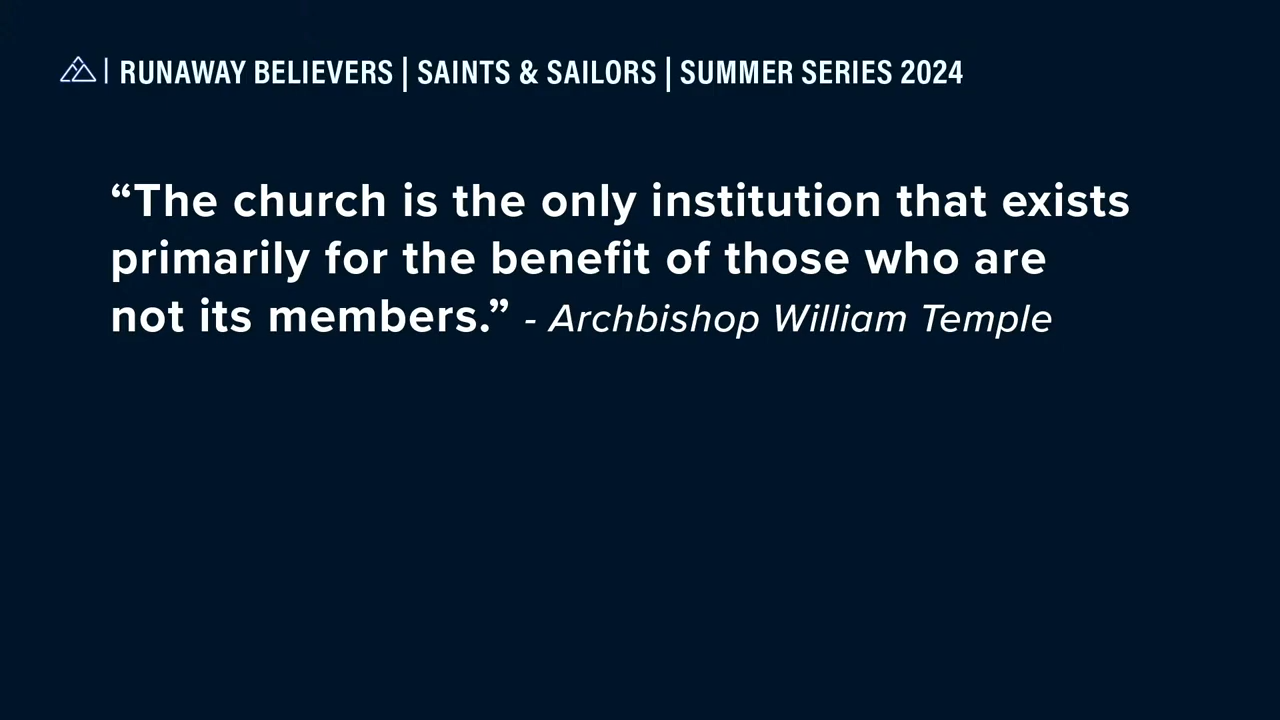 | RUNAWAY BELIEVERS | SAINTS & SAILORS | SUMMER SERIES 2024
“The church is the only institution that exists
primarily for the benefit of those who are
not its members.” - Archbishop William Temple